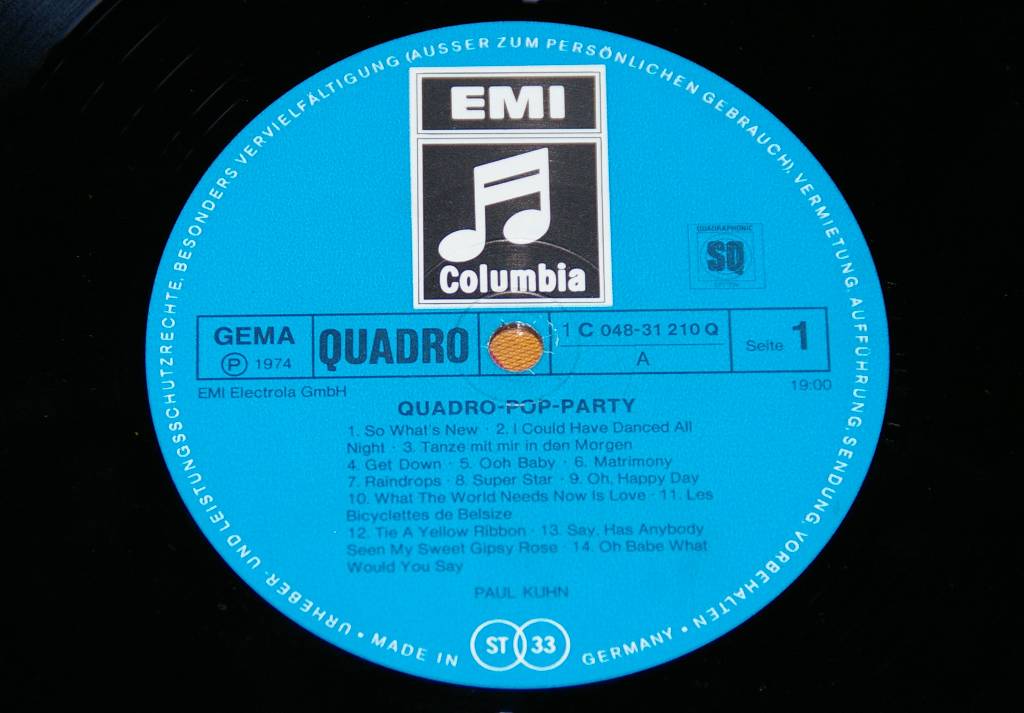 URHEBER- UND LEISTUNGSSCHUTZRECHTE, BESONDERS VERVIELFÄLTIGUNG (AUSSER ZUM PERSÖNLICHEN GEBRAUCH), VERMIETUNG, AUFFÜHRUNG, SENDUNG, VORBEHALTEN •
EMI
Columbia
QUADRAPHONIC
SQ
GEMA
℗ 1974
QUADRO
1 C 048-31 210 Q
A
Seite 1
EMI Electrola GmbH
19:00
QUADRO-POP-PARTY
1. So What's New · 2. I Could Have Danced All
Night · 3. Tanze mit mir in den Morgen
4. Get Down · 5. Ooh Baby · 6. Matrimony
7. Raindrops · 8. Super Star · 9. Oh, Happy Day
10. What The World Needs Now Is Love · 11. Les
Bicyclettes de Belsize
12. Tie A Yellow Ribbon · 13. Say, Has Anybody
Seen My Sweet Gipsy Rose · 14. Oh Babe What
Would You Say
PAUL KUHN
• MADE IN GERMANY •
ST 33